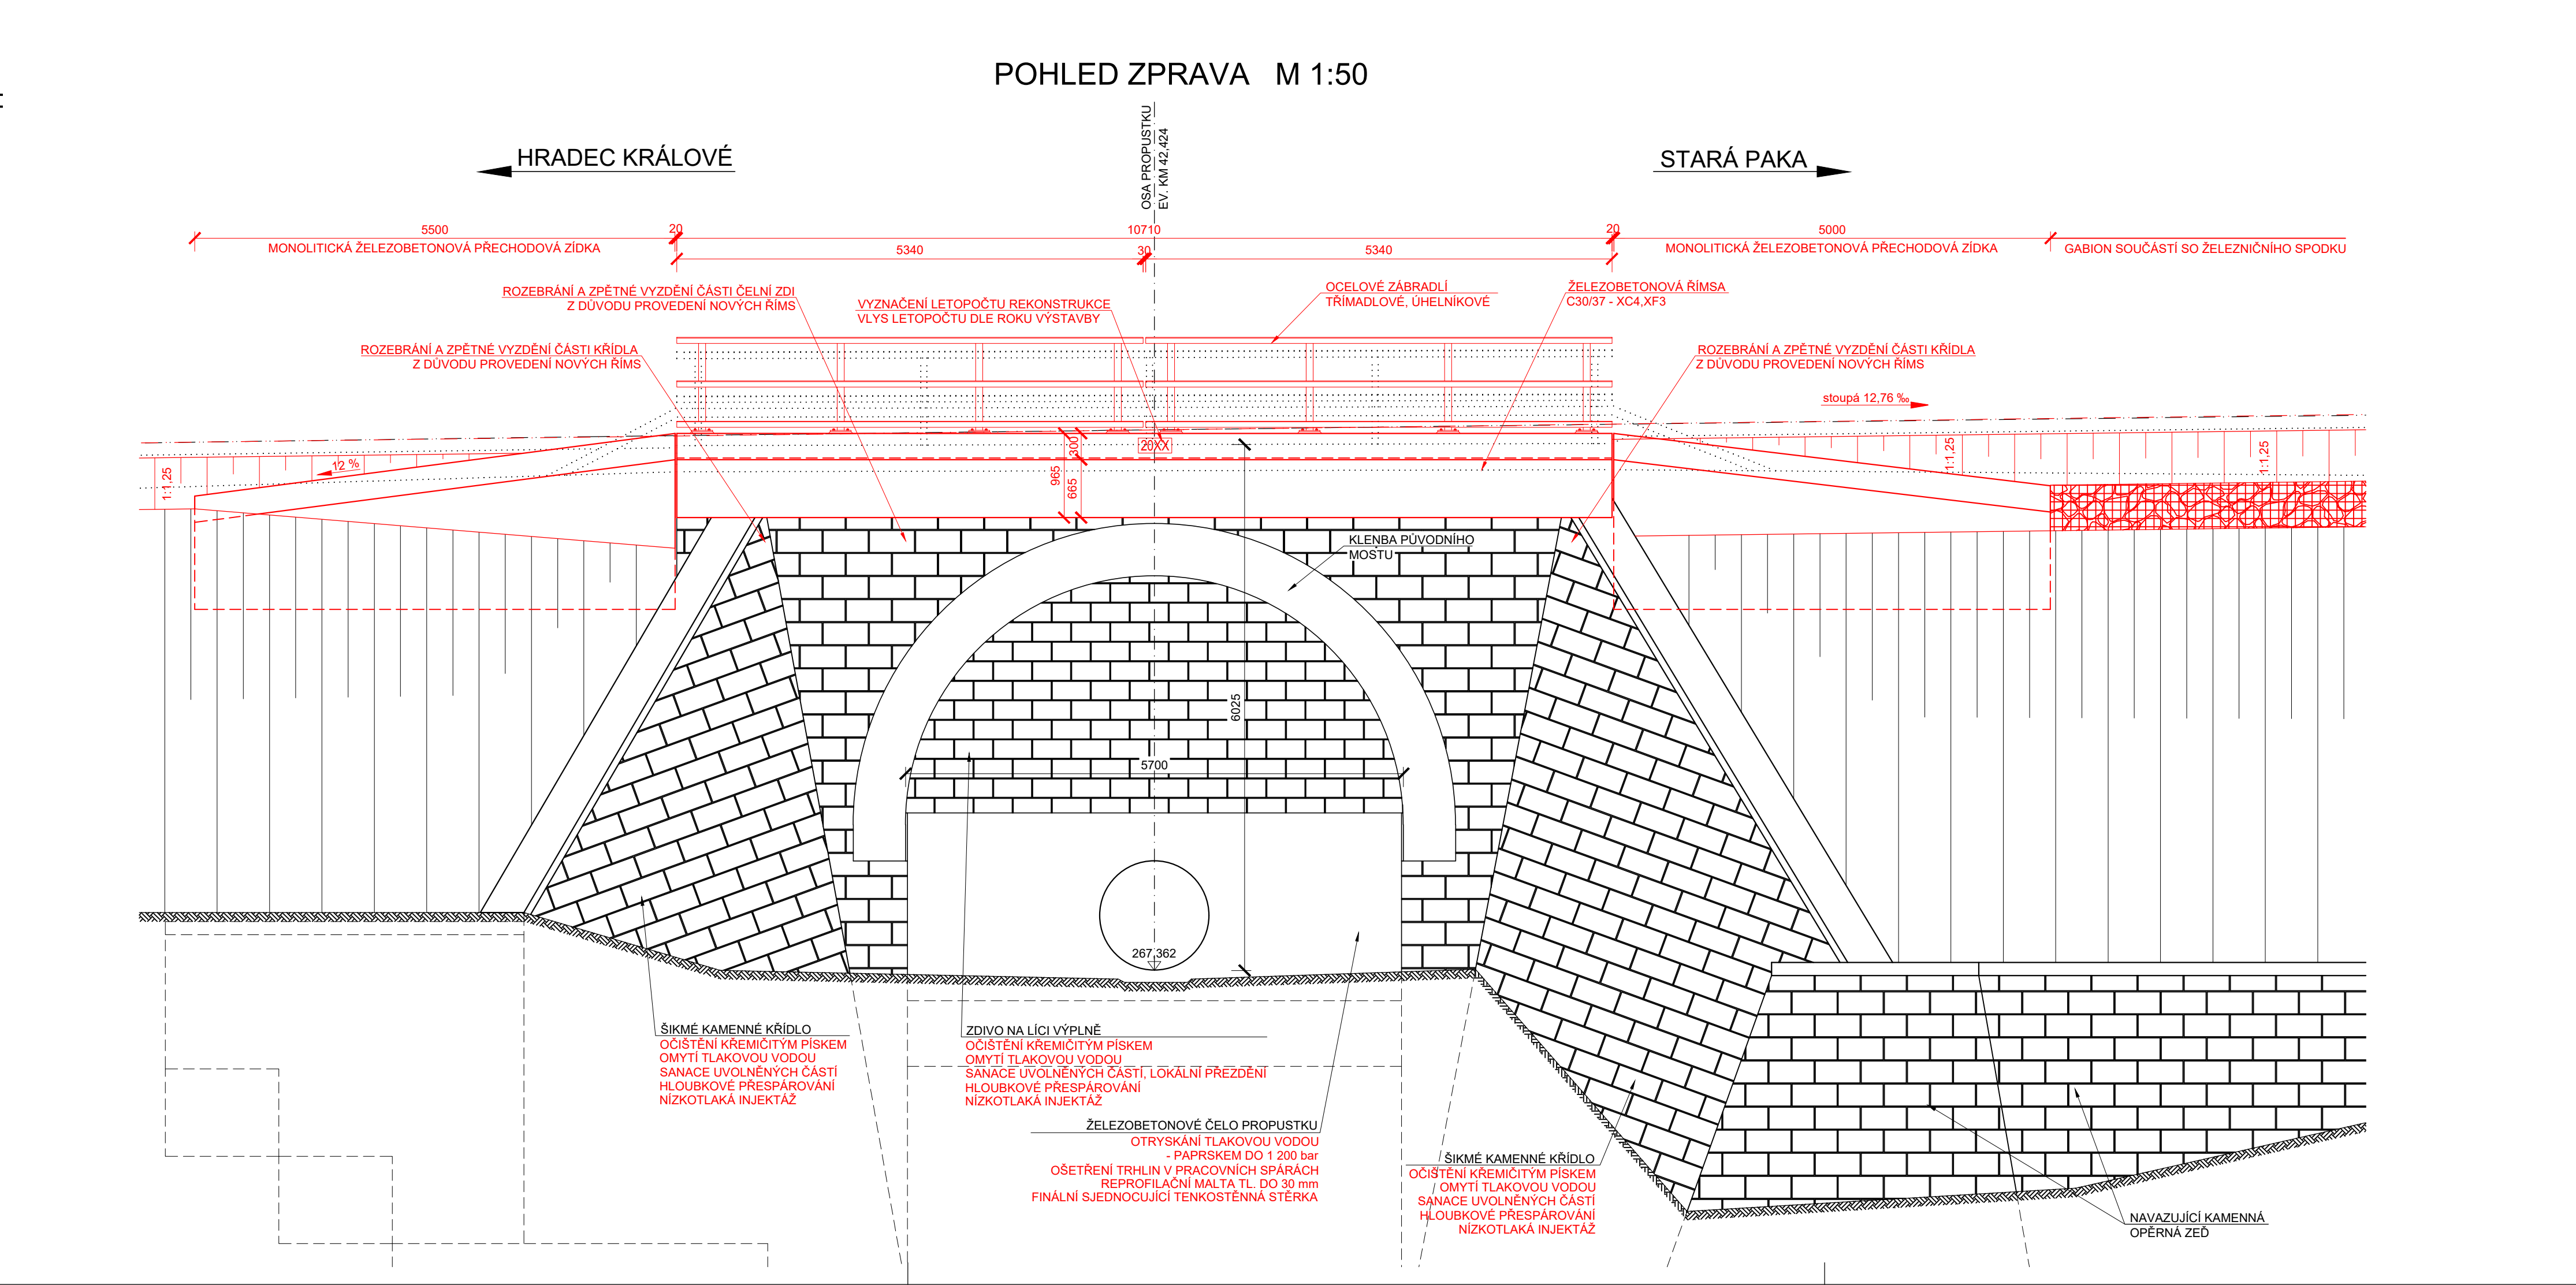 POHLED ZPRAVA M 1:50
OSA PROPUSTKU
EV. KM 42,424
HRADEC KRÁLOVÉ
STARÁ PAKA
5500
20
10710
20
5000
MONOLITICKÁ ŽELEZOBETONOVÁ PŘECHODOVÁ ZÍDKA
5340
30
5340
MONOLITICKÁ ŽELEZOBETONOVÁ PŘECHODOVÁ ZÍDKA
GABION SOUČÁSTÍ SO ŽELEZNIČNÍHO SPODKU
ROZEBRÁNÍ A ZPĚTNÉ VYZDĚNÍ ČÁSTI ČELNÍ ZDI
Z DŮVODU PROVEDENÍ NOVÝCH ŘÍMS
VYZNAČENÍ LETOPOČTU REKONSTRUKCE
VLYS LETOPOČTU DLE ROKU VÝSTAVBY
OCELOVÉ ZÁBRADLÍ
TŘÍMADLOVÉ, ÚHELNÍKOVÉ
ŽELEZOBETONOVÁ ŘÍMSA
C30/37 - XC4,XF3
ROZEBRÁNÍ A ZPĚTNÉ VYZDĚNÍ ČÁSTI KŘÍDLA
Z DŮVODU PROVEDENÍ NOVÝCH ŘÍMS
ROZEBRÁNÍ A ZPĚTNÉ VYZDĚNÍ ČÁSTI KŘÍDLA
Z DŮVODU PROVEDENÍ NOVÝCH ŘÍMS
stoupá 12,76 ‰
1:1,25
12 %
965
300
665
20XX
1:1,25
1:1,25
KLENBA PŮVODNÍHO
MOSTU
6025
5700
267,362
ŠIKMÉ KAMENNÉ KŘÍDLO
OČIŠTĚNÍ KŘEMIČITÝM PÍSKEM
OMYTÍ TLAKOVOU VODOU
SANACE UVOLNĚNÝCH ČÁSTÍ
HLOUBKOVÉ PŘESPÁROVÁNÍ
NÍZKOTLAKÁ INJEKTÁŽ
ZDIVO NA LÍCI VÝPLNĚ
OČIŠTĚNÍ KŘEMIČITÝM PÍSKEM
OMYTÍ TLAKOVOU VODOU
SANACE UVOLNĚNÝCH ČÁSTÍ, LOKÁLNÍ PŘEZDĚNÍ
HLOUBKOVÉ PŘESPÁROVÁNÍ
NÍZKOTLAKÁ INJEKTÁŽ
ŽELEZOBETONOVÉ ČELO PROPUSTKU
OTRYSKÁNÍ TLAKOVOU VODOU
- PAPRSKEM DO 1 200 bar
OŠETŘENÍ TRHLIN V PRACOVNÍCH SPÁRÁCH
REPROFILAČNÍ MALTA TL. DO 30 mm
FINÁLNÍ SJEDNOCUJÍCÍ TENKOSTĚNNÁ STĚRKA
ŠIKMÉ KAMENNÉ KŘÍDLO
OČIŠTĚNÍ KŘEMIČITÝM PÍSKEM
OMYTÍ TLAKOVOU VODOU
SANACE UVOLNĚNÝCH ČÁSTÍ
HLOUBKOVÉ PŘESPÁROVÁNÍ
NÍZKOTLAKÁ INJEKTÁŽ
NAVAZUJÍCÍ KAMENNÁ
OPĚRNÁ ZEĎ